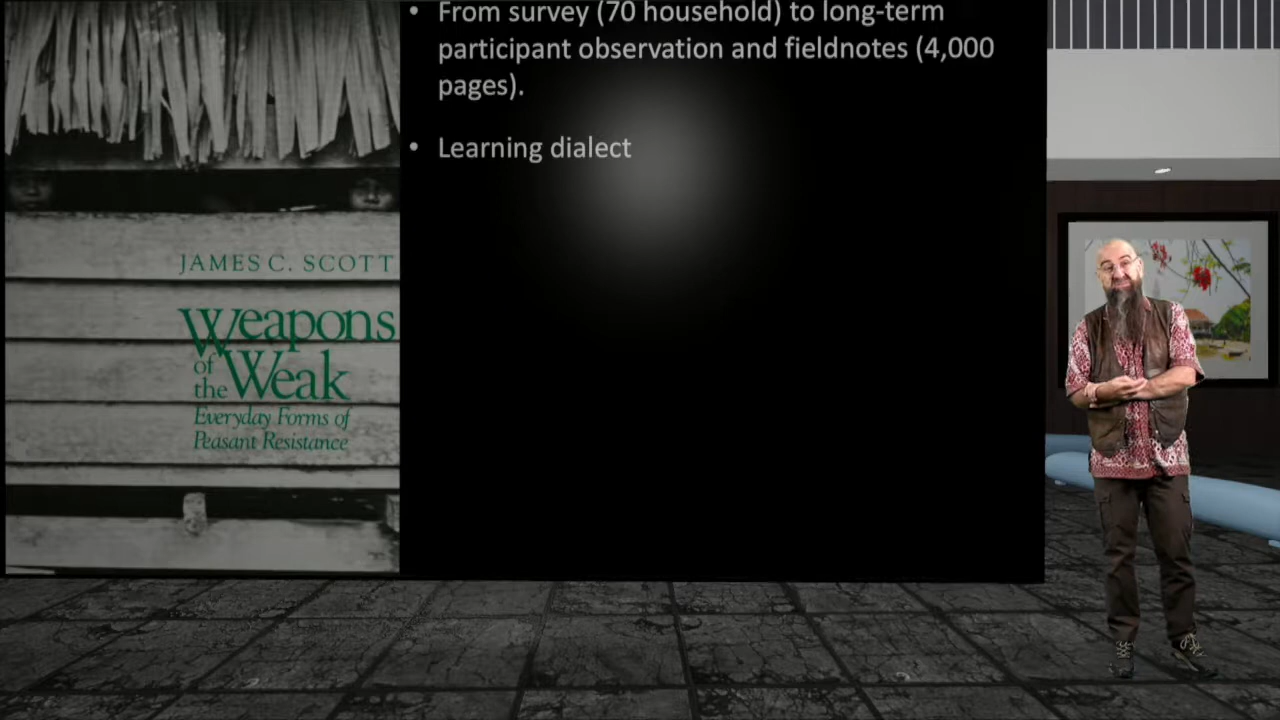 • From survey (70 household) to long-term
participant observation and fieldnotes (4,000
pages).
• Learning dialect
JAMES C. SCOTT
Weapons
of
the Weak
Everyday Forms of
Peasant Resistance